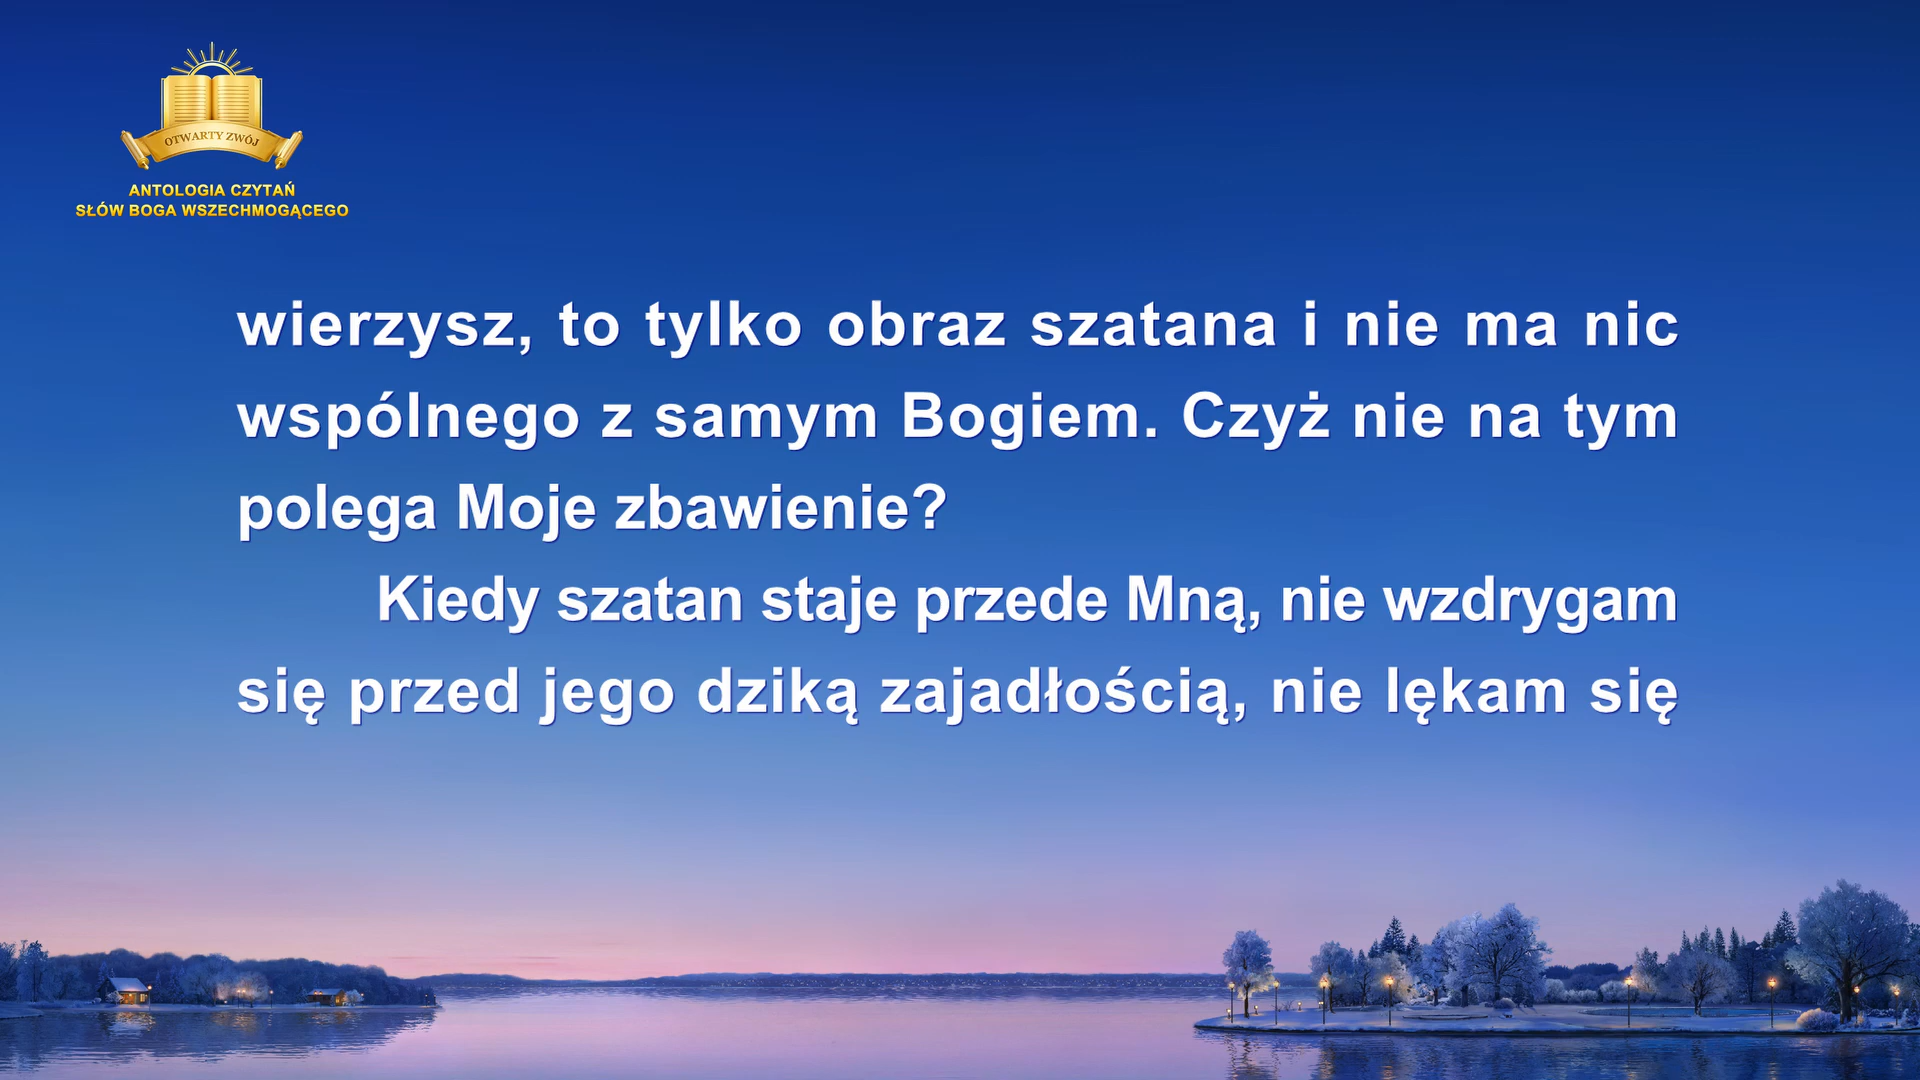 OTWARTY ZWÓJ
ANTOLOGIA CZYTAŃ
SŁÓW BOGA WSZECHMOGĄCEGO
wierzysz, to tylko obraz szatana i nie ma nic
wspólnego z samym Bogiem. Czyż nie na tym
polega Moje zbawienie?
Kiedy szatan staje przede Mną, nie wzdrygam
się przed jego dziką zajadłością, nie lękam się